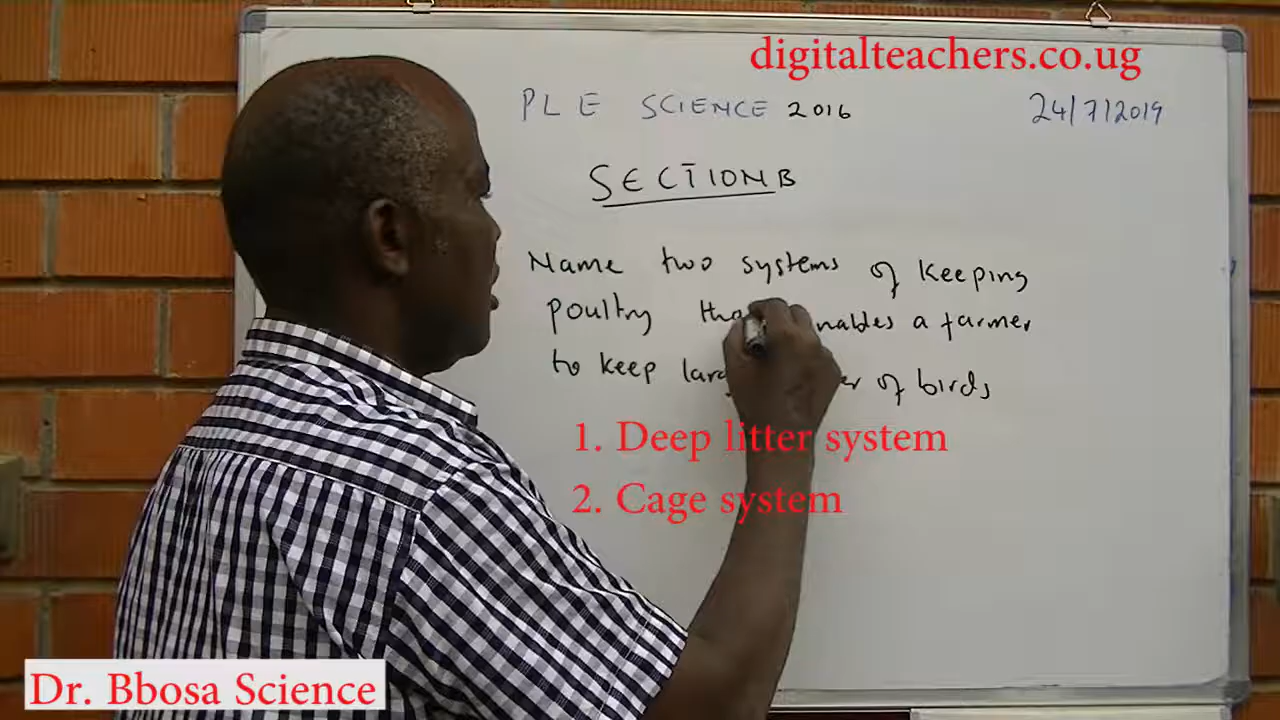 digitalteachers.co.ug
PLE SCIENCE 2016 24/7/2019
SECTION B
Name two systems of keeping
poultry a farmer
to keep of birds
1. Deep litter system
2. Cage system
Dr. Bbosa Science